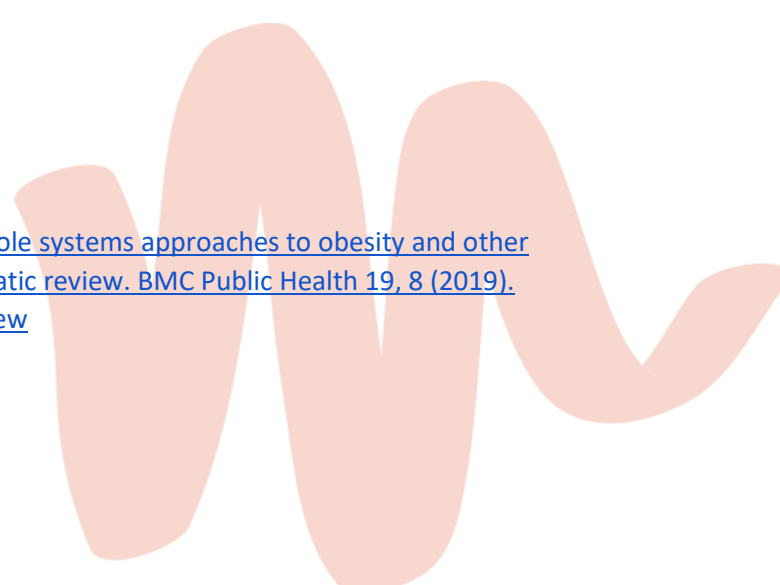 ole systems approaches to obesity and other
atic review. BMC Public Health 19, 8 (2019).
ew